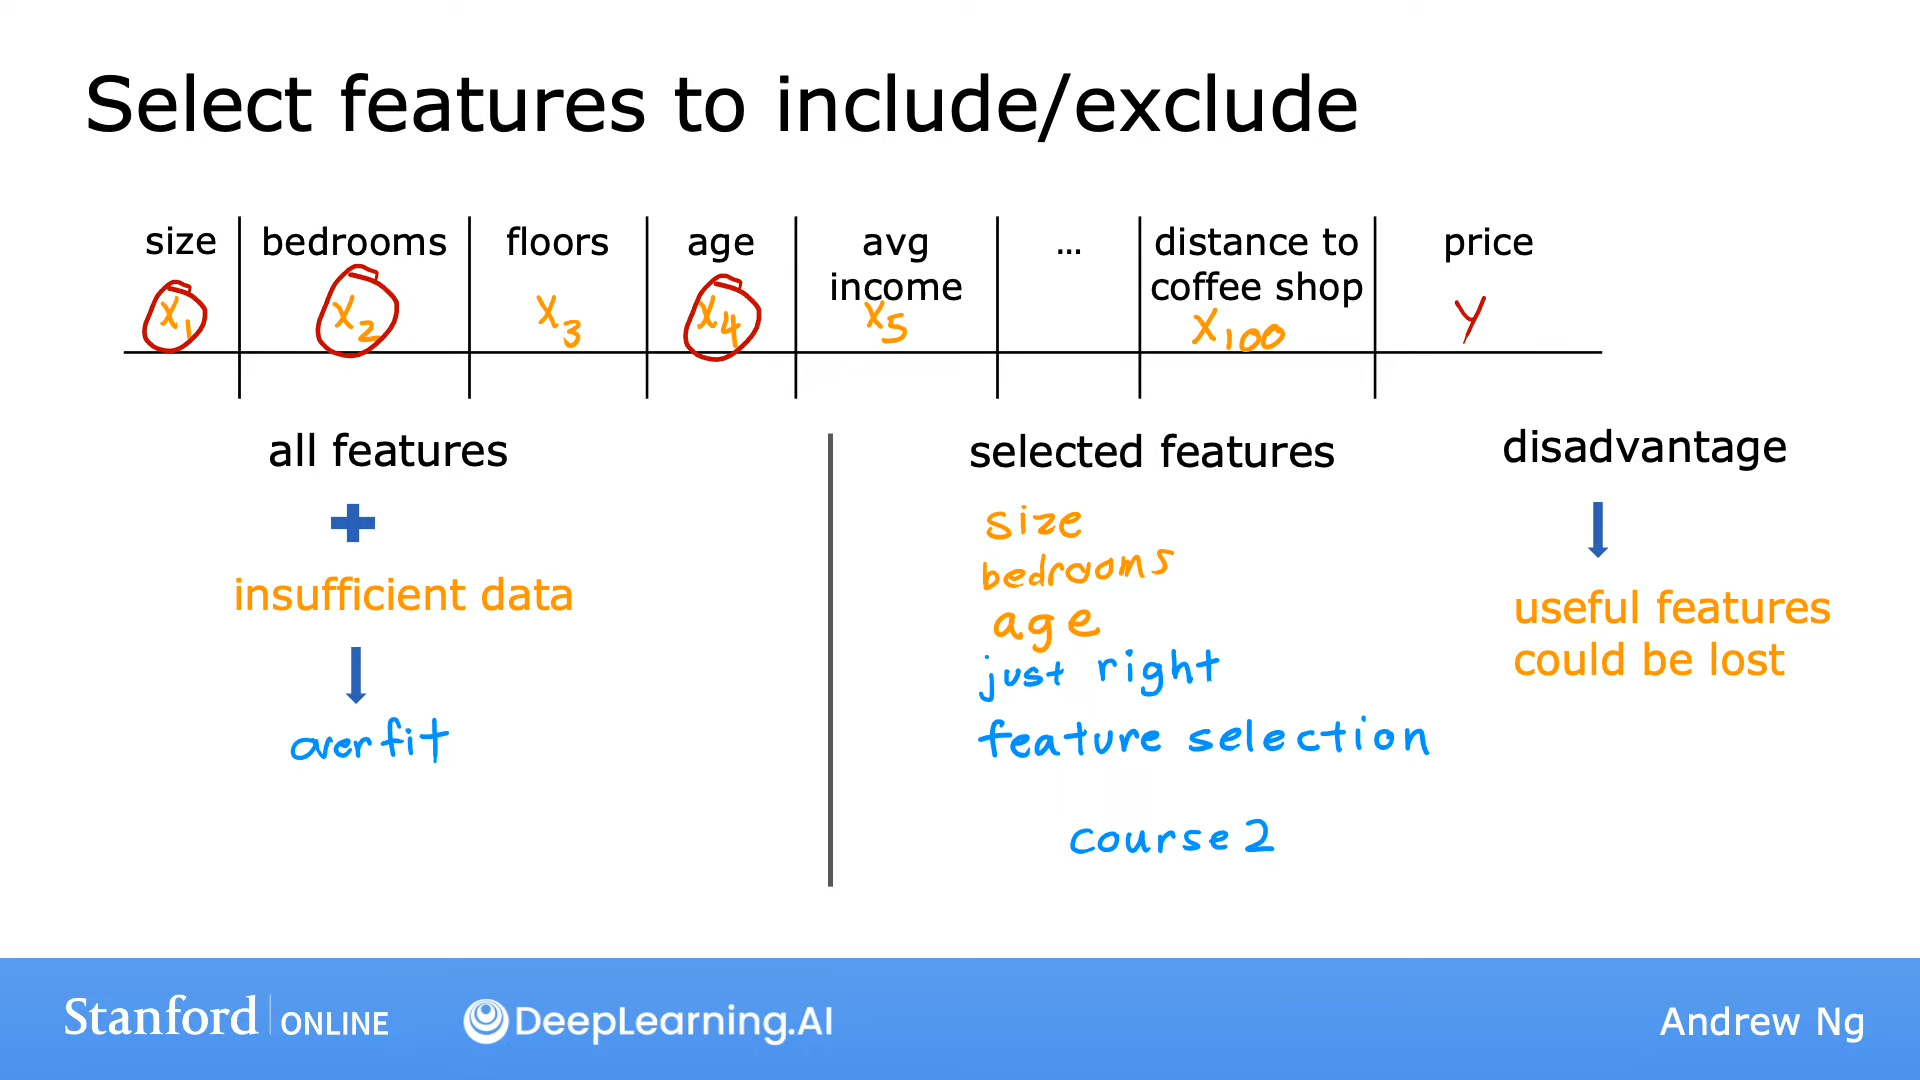 Select features to include/exclude
size bedrooms floors age avg income ... distance to coffee shop price
x₁ x₂ x₃ x₄ x₅ x₁₀₀ y
all features
insufficient data
overfit
selected features
size
bedrooms
age
just right
feature selection
course 2
disadvantage
useful features
could be lost
Stanford ONLINE DeepLearning.AI Andrew Ng